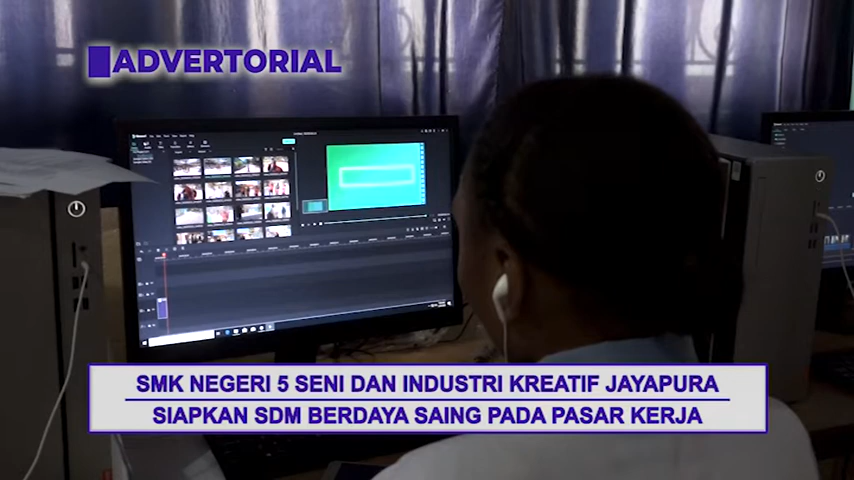 ADVERTORIAL
SMK NEGERI 5 SENI DAN INDUSTRI KREATIF JAYAPURA
SIAPKAN SDM BERDAYA SAING PADA PASAR KERJA